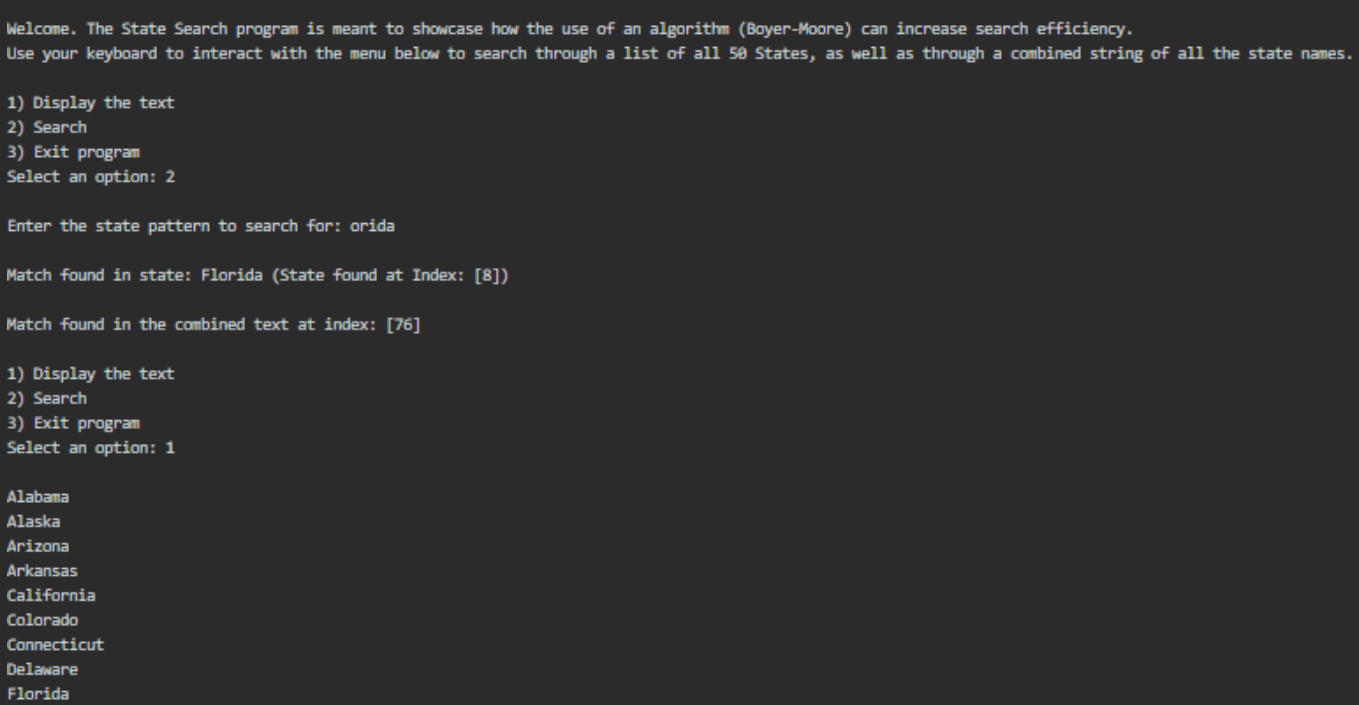 Welcome. The State Search program is meant to showcase how the use of an algorithm (Boyer-Moore) can increase search efficiency.
Use your keyboard to interact with the menu below to search through a list of all 50 States, as well as through a combined string of all the state names.
1) Display the text
2) Search
3) Exit program
Select an option: 2
Enter the state pattern to search for: orida
Match found in state: Florida (State found at Index: [8])
Match found in the combined text at index: [76]
1) Display the text
2) Search
3) Exit program
Select an option: 1
Alabama
Alaska
Arizona
Arkansas
California
Colorado
Connecticut
Delaware
Florida